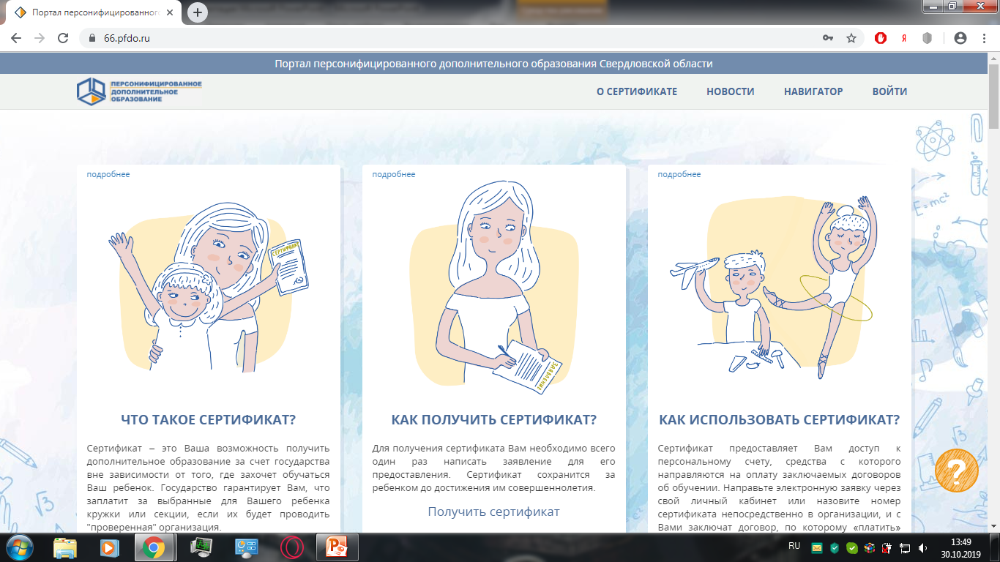 Портал персонифицированного
66.pfdo.ru
Я
Портал персонифицированного дополнительного образования Свердловской области
ПЕРСОНИФИЦИРОВАННОЕ
ДОПОЛНИТЕЛЬНОЕ
ОБРАЗОВАНИЕ
О СЕРТИФИКАТЕ НОВОСТИ НАВИГАТОР ВОЙТИ
E=mc²
√3
√3
подробнее
СЕРТИФИКАТ
ЧТО ТАКОЕ СЕРТИФИКАТ?
Сертификат – это Ваша возможность получить
дополнительное образование за счет государства
вне зависимости от того, где захочет обучаться
Ваш ребенок. Государство гарантирует Вам, что
заплатит за выбранные для Вашего ребенка
кружки или секции, если их будет проводить
"проверенная" организация.
подробнее
ЗАЯВЛЕНИЕ
КАК ПОЛУЧИТЬ СЕРТИФИКАТ?
Для получения сертификата Вам необходимо всего
один раз написать заявление для его
предоставления. Сертификат сохранится за
ребенком до достижения им совершеннолетия.
Получить сертификат
подробнее
КАК ИСПОЛЬЗОВАТЬ СЕРТИФИКАТ?
Сертификат предоставляет Вам доступ к
персональному счету, средства с которого
направляются на оплату заключаемых договоров
об обучении. Направьте электронную заявку через
свой личный кабинет или назовите номер
сертификата непосредственно в организации, и с
Вами заключат договор, по которому «платить»
?
RU
13:49
30.10.2019